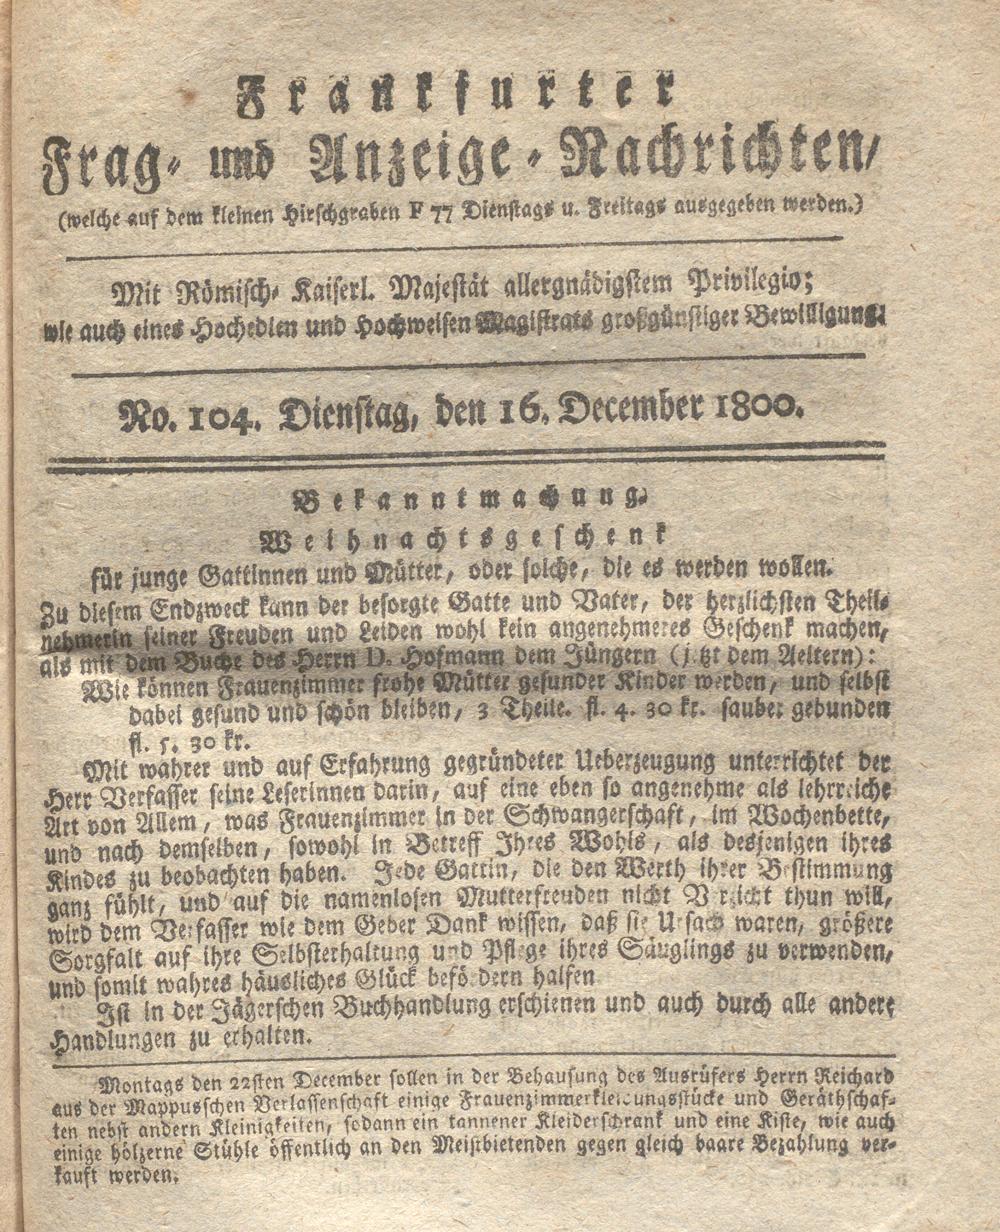 Frankfurter
Frag- und Anzeige-Nachrichten,
(welche auf dem kleinen Hirschgraben F 77 Dienstags u. Freitags ausgegeben werden.)
Mit Römisch-Kaiserl. Majestät allergnädigstem Privilegio;
wie auch eines Hochedlen und Hochweisen Magistrats großgünstiger Bewilligung.
No. 104. Dienstag, den 16. December 1800.
Bekanntmachung.
Weihnachtsgeschenk
für junge Gattinnen und Mütter, oder solche, die es werden wollen.
Zu diesem Endzweck kann der besorgte Gatte und Vater, der herzlichsten Theil-
nehmerin seiner Freuden und Leiden wohl kein angenehmeres Geschenk machen,
als mit dem Buche des Herrn D. Hofmann dem Jüngern (jetzt dem Aeltern):
Wie können Frauenzimmer frohe Mütter gesunder Kinder werden, und selbst
dabei gesund und schön bleiben, 3 Theile. fl. 4. 30 kr. sauber gebunden
fl. 5. 30 kr.
Mit wahrer und auf Erfahrung gegründeter Ueberzeugung unterrichtet der
Herr Verfasser seine Leserinnen darin, auf eine eben so angenehme als lehrreiche
Art von Allem, was Frauenzimmer in der Schwangerschaft, im Wochenbette,
und nach demselben, sowohl in Betreff Ihres Wohls, als desjenigen ihres
Kindes zu beobachten haben. Jede Gattin, die den Werth ihrer Bestimmung
ganz fühlt, und auf die namenlosen Mutterfreuden nicht Verzicht thun will,
wird dem Verfasser wie dem Geber Dank wissen, daß sie Ursach waren, größere
Sorgfalt auf ihre Selbsterhaltung und Pflege ihres Säuglings zu verwenden,
und somit wahres häusliches Glück befördern halfen
Ist in der Jägerschen Buchhandlung erschienen und auch durch alle andere
Handlungen zu erhalten.
Montags den 22sten December sollen in der Behausung des Ausrüfers Herrn Reichard
aus der Mappusschen Verlassenschaft einige Frauenzimmerkleidungsstücke und Geräthschaf-
ten nebst andern Kleinigkeiten, sodann ein tannener Kleiderschrank und eine Kiste, wie auch
einige hölzerne Stühle öffentlich an den Meistbietenden gegen gleich baare Bezahlung ver-
kauft werden.